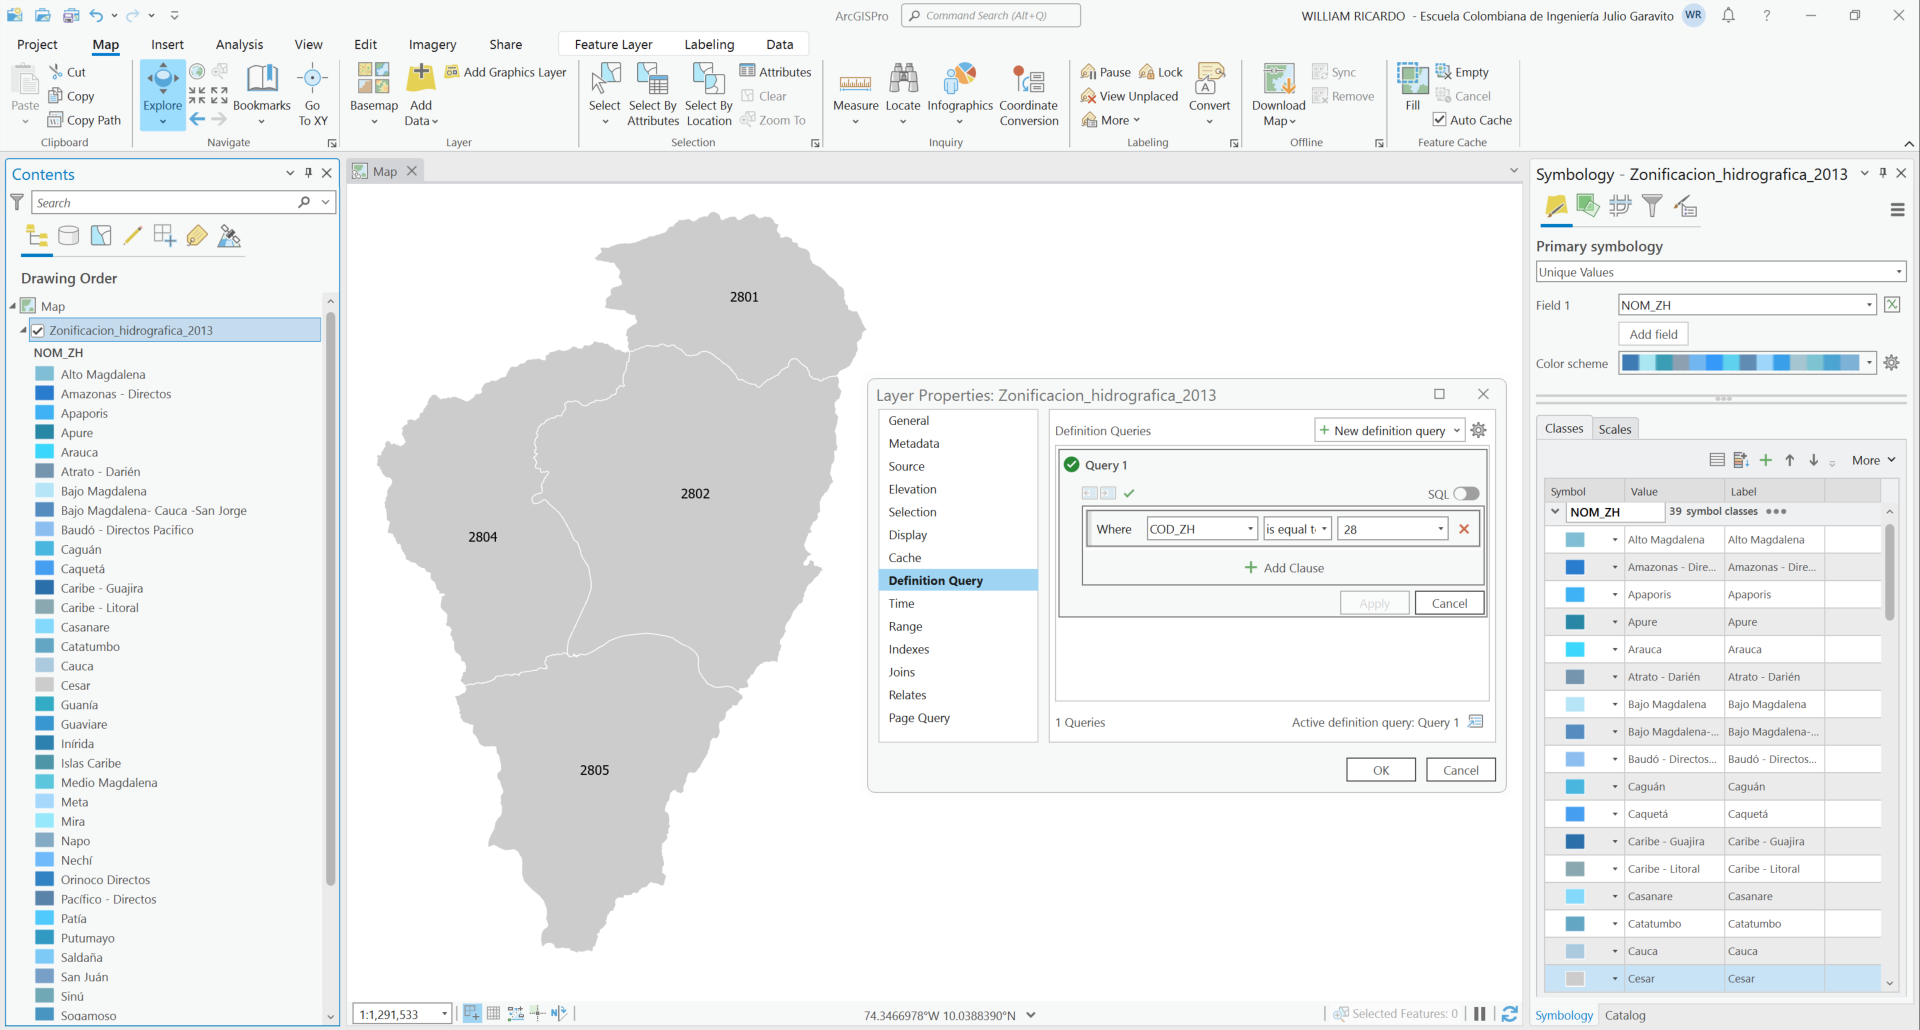 ArcGISPro
Command Search (Alt+Q)
WILLIAM RICARDO - Escuela Colombiana de Ingeniería Julio Garavito
WR
?
Project
Map
Insert
Analysis
View
Edit
Imagery
Share
Feature Layer
Labeling
Data
Paste
Cut
Copy
Copy Path
Clipboard
Explore
Bookmarks
Go
To XY
Navigate
Basemap
Add
Data
Add Graphics Layer
Layer
Select
Select By
Attributes
Select By
Location
Attributes
Clear
Zoom To
Selection
Measure
Locate
Infographics
Coordinate
Conversion
Inquiry
Pause
Lock
View Unplaced
More
Convert
Labeling
Download
Map
Sync
Remove
Offline
Fill
Empty
Cancel
Auto Cache
Feature Cache
Contents
Search
Drawing Order
Map
Zonificacion_hidrografica_2013
NOM_ZH
Alto Magdalena
Amazonas - Directos
Apaporis
Apure
Arauca
Atrato - Darién
Bajo Magdalena
Bajo Magdalena- Cauca -San Jorge
Baudó - Directos Pacifico
Caguán
Caquetá
Caribe - Guajira
Caribe - Litoral
Casanare
Catatumbo
Cauca
Cesar
Guanía
Guaviare
Inírida
Islas Caribe
Medio Magdalena
Meta
Mira
Napo
Nechí
Orinoco Directos
Pacífico - Directos
Patía
Putumayo
Saldaña
San Juán
Sinú
Sogamoso
Map
2801
2802
2804
2805
Layer Properties: Zonificacion_hidrografica_2013
General
Metadata
Source
Elevation
Selection
Display
Cache
Definition Query
Time
Range
Indexes
Joins
Relates
Page Query
Definition Queries
New definition query
Query 1
SQL
Where
COD_ZH
is equal t
28
Add Clause
Apply
Cancel
1 Queries
Active definition query: Query 1
OK
Cancel
1:1,291,533
74.3466978°W 10.0388390°N
Selected Features: 0
Symbology - Zonificacion_hidrografica_2013
Primary symbology
Unique Values
Field 1
NOM_ZH
Add field
Color scheme
Classes
Scales
More
Symbol
Value
Label
NOM_ZH
39 symbol classes
Alto Magdalena Alto Magdalena
Amazonas - Dire... Amazonas - Dire...
Apaporis Apaporis
Apure Apure
Arauca Arauca
Atrato - Darién Atrato - Darién
Bajo Magdalena Bajo Magdalena
Bajo Magdalena-... Bajo Magdalena-...
Baudó - Directos... Baudó - Directos...
Caguán Caguán
Caquetá Caquetá
Caribe - Guajira Caribe - Guajira
Caribe - Litoral Caribe - Litoral
Casanare Casanare
Catatumbo Catatumbo
Cauca Cauca
Cesar Cesar
Symbology
Catalog